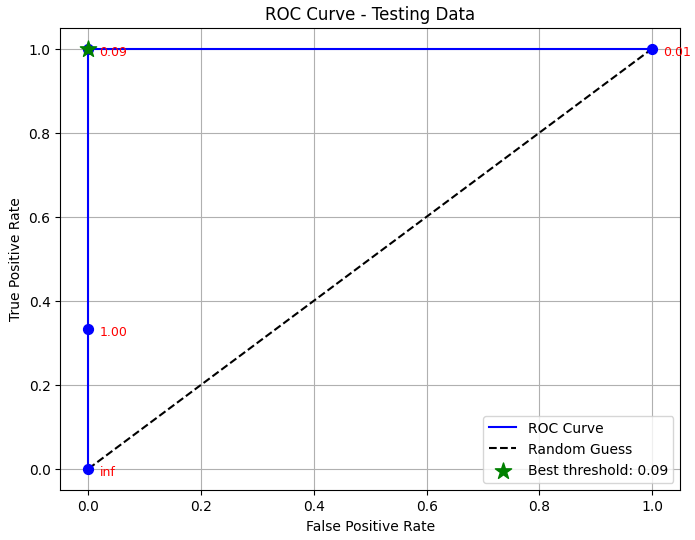 ROC Curve - Testing Data
True Positive Rate
1.0
0.8
0.6
0.4
0.2
0.0
0.09
0.01
1.00
inf
ROC Curve
Random Guess
Best threshold: 0.09
0.0
0.2
0.4
0.6
0.8
1.0
False Positive Rate